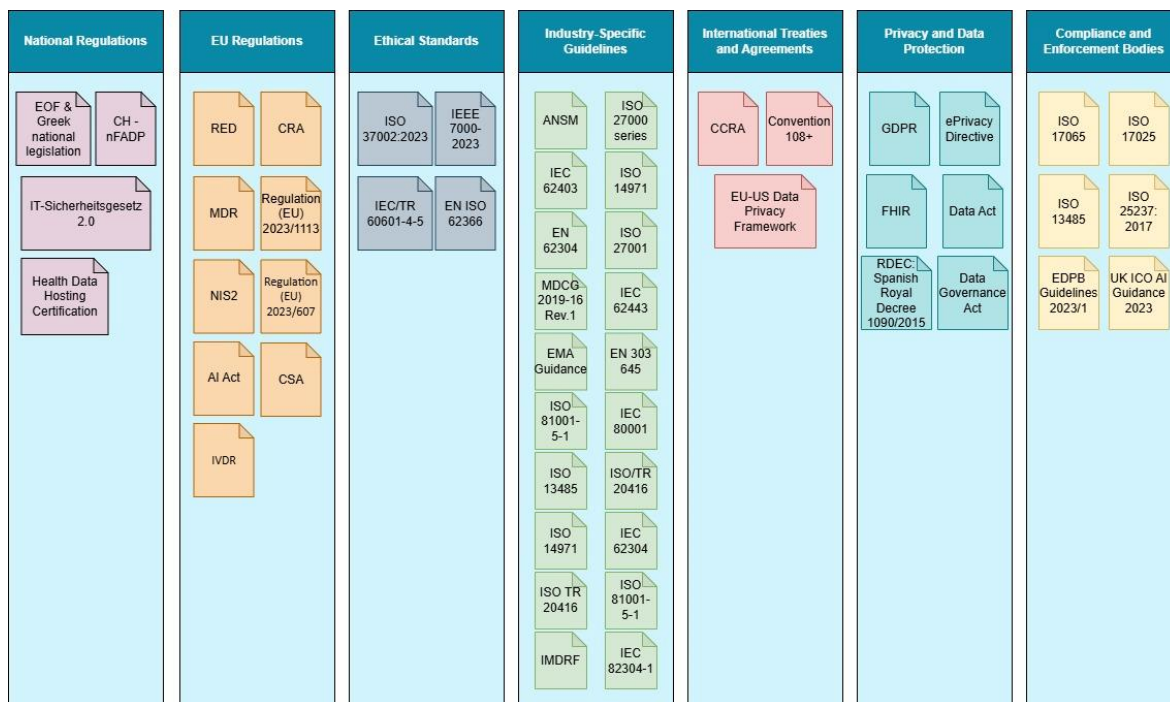 National Regulations
EOF &
Greek
national
legislation
CH -
nFADP
IT-Sicherheitsgesetz
2.0
Health Data
Hosting
Certification
EU Regulations
RED
CRA
MDR
Regulation
(EU)
2023/1113
NIS2
Regulation
(EU)
2023/607
AI Act
CSA
IVDR
Ethical Standards
ISO
37002:2023
IEEE
7000-
2023
IEC/TR
60601-4-5
EN ISO
62366
Industry-Specific
Guidelines
ANSM
ISO
27000
series
IEC
62403
ISO
14971
EN
62304
ISO
27001
MDCG
2019-16
Rev.1
IEC
62443
EMA
Guidance
EN 303
645
ISO
81001-
5-1
IEC
80001
ISO
13485
ISO/TR
20416
ISO
14971
IEC
62304
ISO TR
20416
ISO
81001-
5-1
IMDRF
IEC
82304-1
International Treaties
and Agreements
CCRA
Convention
108+
EU-US Data
Privacy
Framework
Privacy and Data
Protection
GDPR
ePrivacy
Directive
FHIR
Data Act
RDEC:
Spanish
Royal
Decree
1090/2015
Data
Governance
Act
Compliance and
Enforcement Bodies
ISO
17065
ISO
17025
ISO
13485
ISO
25237:
2017
EDPB
Guidelines
2023/1
UK ICO AI
Guidance
2023